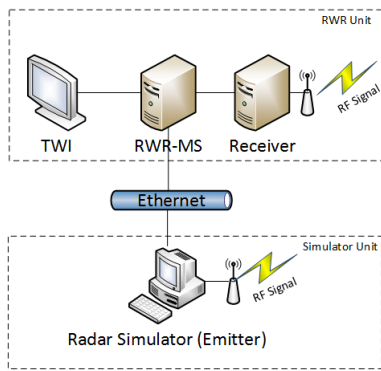 RWR Unit
RF Signal
TWI
RWR-MS
Receiver
Ethernet
Simulator Unit
RF Signal
Radar Simulator (Emitter)